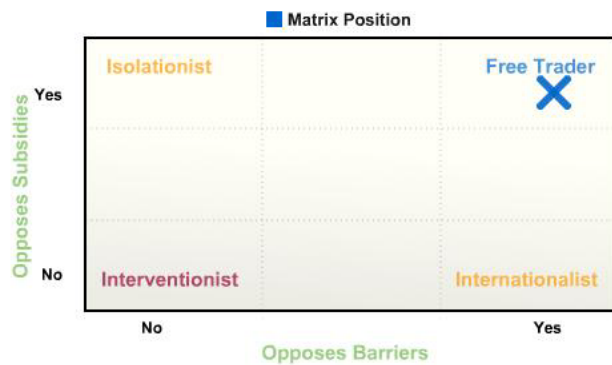 Matrix Position
Isolationist
Free Trader
Yes
Opposes Subsidies
No
Interventionist
Internationalist
No
Yes
Opposes Barriers